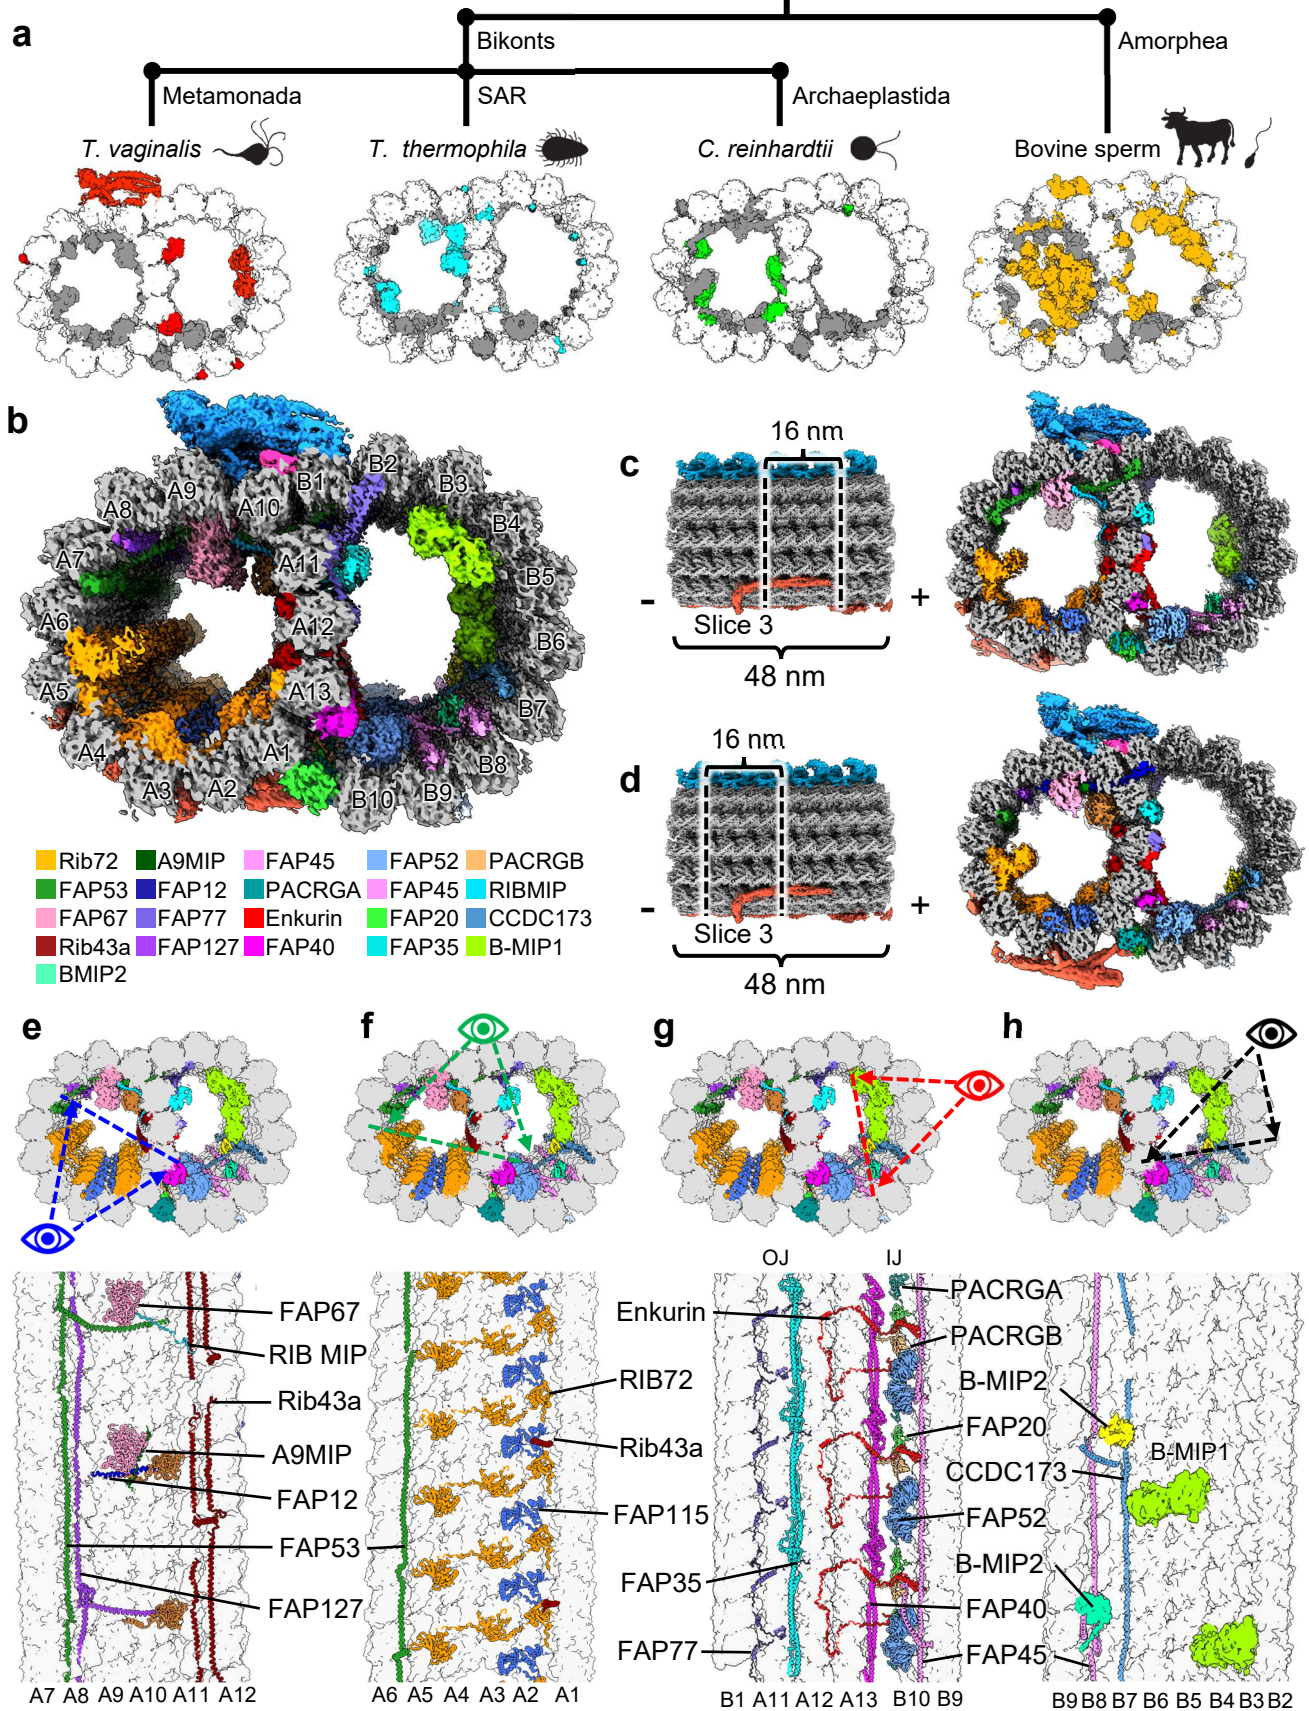 a
Bikonts
Amorphea
Metamonada
SAR
Archaeplastida
T. vaginalis
T. thermophila
C. reinhardtii
Bovine sperm
b
A7
A8
A9
A10
B1
B2
B3
B4
B5
B6
B7
B8
B9
B10
A11
A12
A13
A1
A2
A3
A4
A5
A6
c
16 nm
-
+
Slice 3
48 nm
d
16 nm
-
+
Slice 3
48 nm
Rib72 A9MIP FAP45 FAP52 PACRGB
FAP53 FAP12 PACRGA FAP45 RIBMIP
FAP67 FAP77 Enkurin FAP20 CCDC173
Rib43a FAP127 FAP40 FAP35 B-MIP1
BMIP2
e
f
g
h
FAP67
RIB MIP
Rib43a
A9MIP
FAP12
FAP53
FAP127
A7 A8 A9 A10 A11 A12
RIB72
Rib43a
FAP115
A6 A5 A4 A3 A2 A1
OJ
IJ
Enkurin
FAP35
FAP77
PACRGA
PACRGB
B-MIP2
FAP20
CCDC173
B-MIP1
FAP52
B-MIP2
FAP40
FAP45
B1 A11 A12 A13 B10 B9
B9 B8 B7 B6 B5 B4 B3 B2